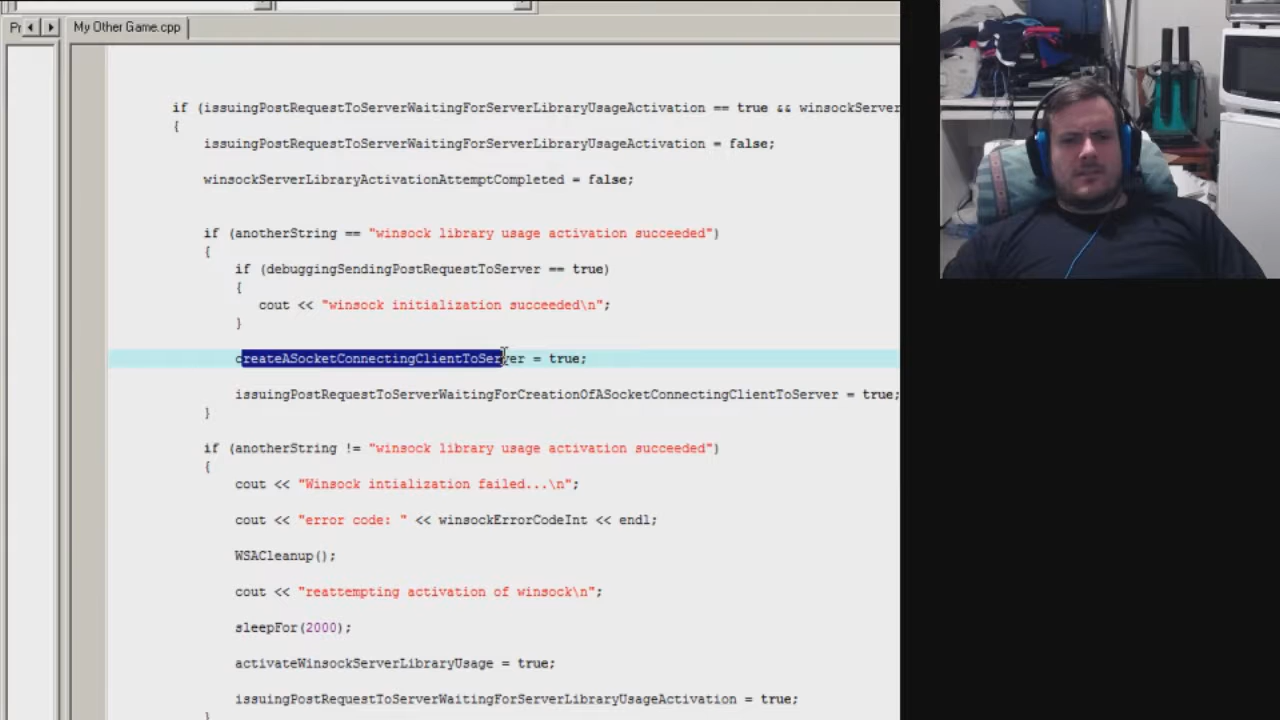 Pr
My Other Game.cpp
if (issuingPostRequestToServerWaitingForServerLibraryUsageActivation == true && winsockServer
{
issuingPostRequestToServerWaitingForServerLibraryUsageActivation = false;
winsockServerLibraryActivationAttemptCompleted = false;
if (anotherString == "winsock library usage activation succeeded")
{
if (debuggingSendingPostRequestToServer == true)
{
cout << "winsock initialization succeeded\n";
}
createASocketConnectingClientToServer = true;
issuingPostRequestToServerWaitingForCreationOfASocketConnectingClientToServer = true;
}
if (anotherString != "winsock library usage activation succeeded")
{
cout << "Winsock intialization failed...\n";
cout << "error code: " << winsockErrorCodeInt << endl;
WSACleanup();
cout << "reattempting activation of winsock\n";
sleepFor(2000);
activateWinsockServerLibraryUsage = true;
issuingPostRequestToServerWaitingForServerLibraryUsageActivation = true;
}